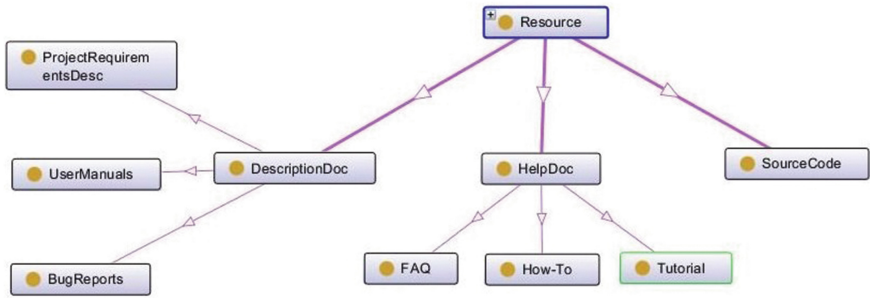 Resource
ProjectRequirem
entsDesc
DescriptionDoc
HelpDoc
SourceCode
UserManuals
BugReports
FAQ
How-To
Tutorial